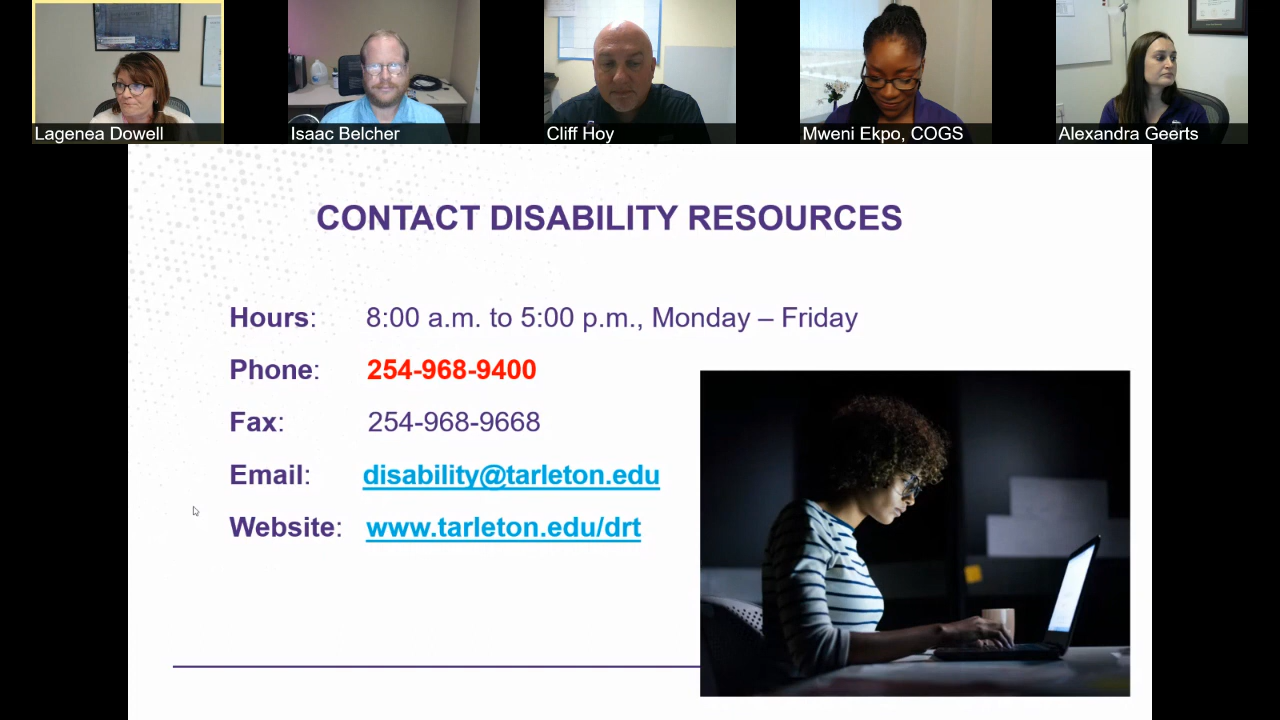 Lagenea Dowell
Isaac Belcher
Cliff Hoy
Mweni Ekpo, COGS
Alexandra Geerts
CONTACT DISABILITY RESOURCES
Hours: 8:00 a.m. to 5:00 p.m., Monday – Friday
Phone: 254-968-9400
Fax: 254-968-9668
Email: disability@tarleton.edu
Website: www.tarleton.edu/drt